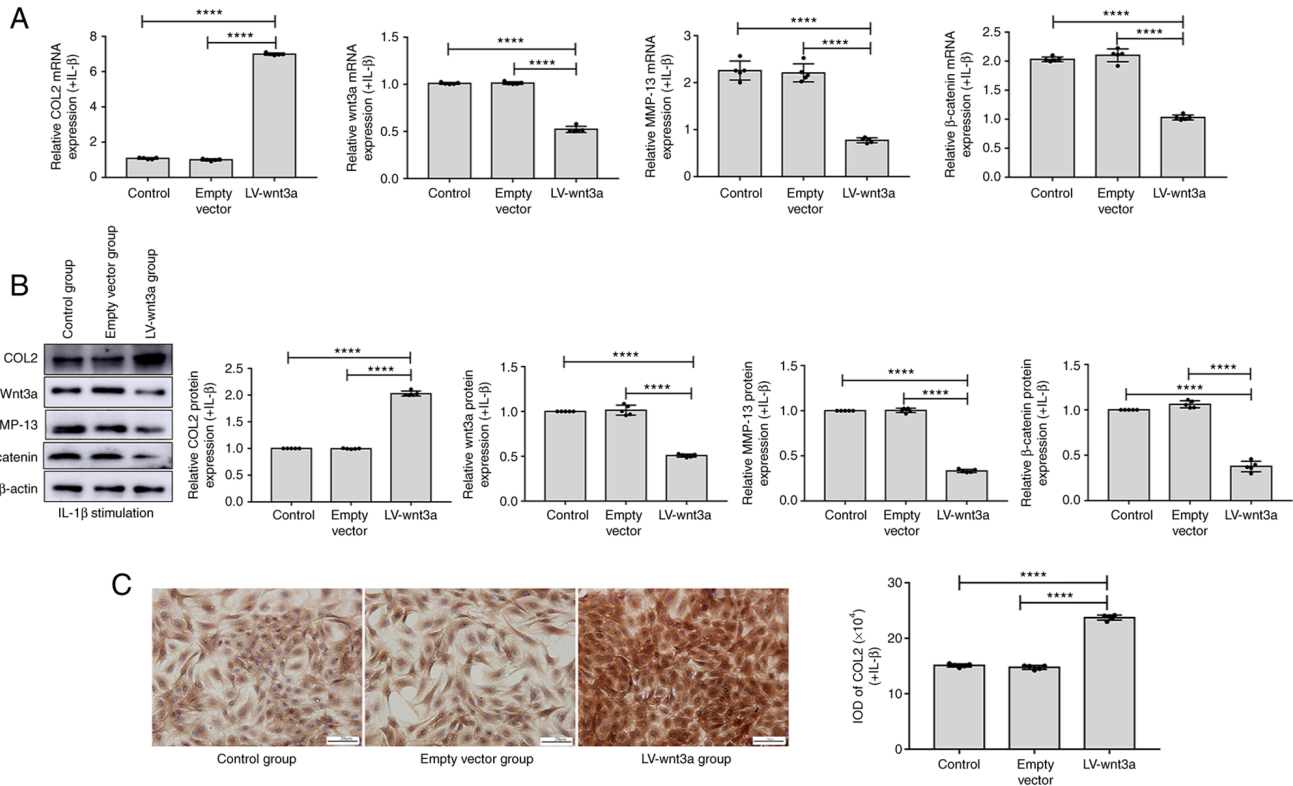 A
****
****
Relative COL2 mRNA
expression (+IL-β)
8
6
4
2
0
Control
Empty
vector
LV-wnt3a
****
****
Relative wnt3a mRNA
expression (+IL-β)
1.5
1.0
0.5
0.0
Control
Empty
vector
LV-wnt3a
****
****
Relative MMP-13 mRNA
expression (+IL-β)
3
2
1
0
Control
Empty
vector
LV-wnt3a
****
****
Relative β-catenin mRNA
expression (+IL-β)
2.5
2.0
1.5
1.0
0.5
0.0
Control
Empty
vector
LV-wnt3a
B
Control group
Empty vector group
LV-wnt3a group
COL2
Wnt3a
MP-13
catenin
β-actin
IL-1β stimulation
****
****
Relative COL2 protein
expression (+IL-β)
2.5
2.0
1.5
1.0
0.5
0.0
Control
Empty
vector
LV-wnt3a
****
****
Relative wnt3a protein
expression (+IL-β)
1.5
1.0
0.5
0.0
Control
Empty
vector
LV-wnt3a
****
****
Relative MMP-13 protein
expression (+IL-β)
1.5
1.0
0.5
0.0
Control
Empty
vector
LV-wnt3a
****
****
Relative β-catenin protein
expression (+IL-β)
1.5
1.0
0.5
0.0
Control
Empty
vector
LV-wnt3a
C
Control group
Empty vector group
LV-wnt3a group
****
****
IOD of COL2 (×10⁴)
(+IL-β)
30
20
10
0
Control
Empty
vector
LV-wnt3a